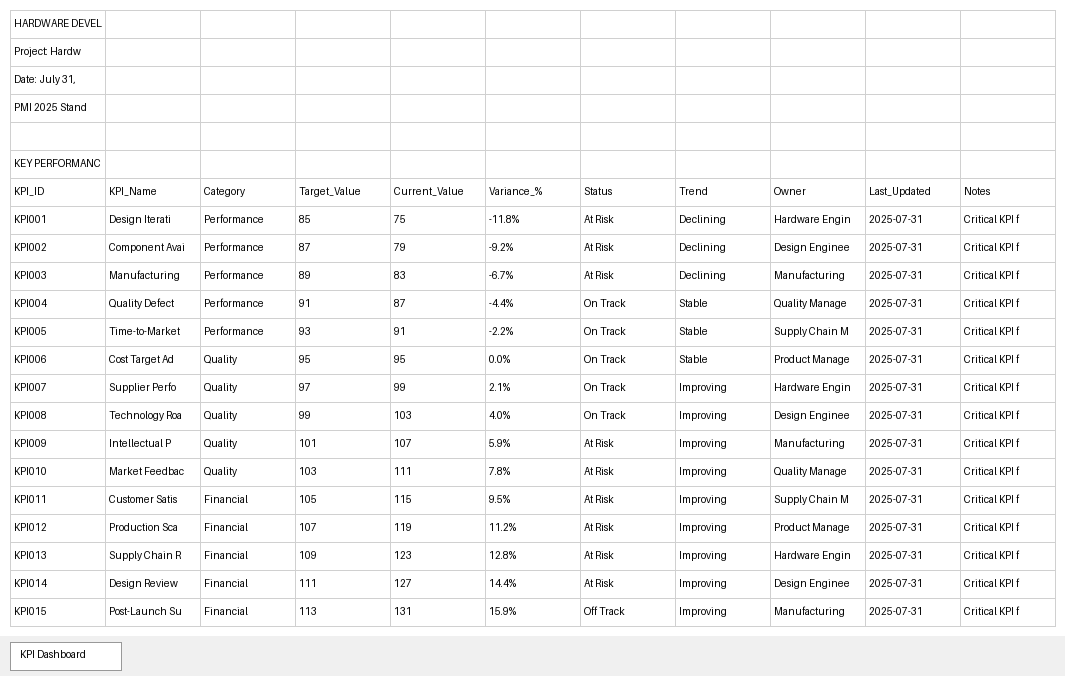 HARDWARE DEVEL
Project: Hardw
Date: July 31,
PMI 2025 Stand
KEY PERFORMANC
KPI_ID KPI_Name Category Target_Value Current_Value Variance_% Status Trend Owner Last_Updated Notes
KPI001 Design Iterati Performance 85 75 -11.8% At Risk Declining Hardware Engin 2025-07-31 Critical KPI f
KPI002 Component Avai Performance 87 79 -9.2% At Risk Declining Design Enginee 2025-07-31 Critical KPI f
KPI003 Manufacturing Performance 89 83 -6.7% At Risk Declining Manufacturing 2025-07-31 Critical KPI f
KPI004 Quality Defect Performance 91 87 -4.4% On Track Stable Quality Manage 2025-07-31 Critical KPI f
KPI005 Time-to-Market Performance 93 91 -2.2% On Track Stable Supply Chain M 2025-07-31 Critical KPI f
KPI006 Cost Target Ad Quality 95 95 0.0% On Track Stable Product Manage 2025-07-31 Critical KPI f
KPI007 Supplier Perfo Quality 97 99 2.1% On Track Improving Hardware Engin 2025-07-31 Critical KPI f
KPI008 Technology Roa Quality 99 103 4.0% On Track Improving Design Enginee 2025-07-31 Critical KPI f
KPI009 Intellectual P Quality 101 107 5.9% At Risk Improving Manufacturing 2025-07-31 Critical KPI f
KPI010 Market Feedbac Quality 103 111 7.8% At Risk Improving Quality Manage 2025-07-31 Critical KPI f
KPI011 Customer Satis Financial 105 115 9.5% At Risk Improving Supply Chain M 2025-07-31 Critical KPI f
KPI012 Production Sca Financial 107 119 11.2% At Risk Improving Product Manage 2025-07-31 Critical KPI f
KPI013 Supply Chain R Financial 109 123 12.8% At Risk Improving Hardware Engin 2025-07-31 Critical KPI f
KPI014 Design Review Financial 111 127 14.4% At Risk Improving Design Enginee 2025-07-31 Critical KPI f
KPI015 Post-Launch Su Financial 113 131 15.9% Off Track Improving Manufacturing 2025-07-31 Critical KPI f
KPI Dashboard